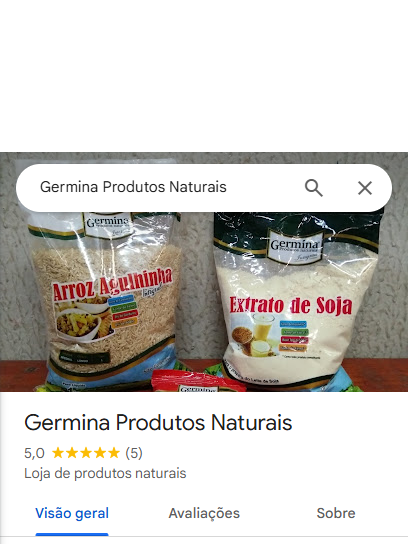 Germina Produtos Naturais
Germina
Germina
Arroz Agulhinha
Integral
Extrato de Soja
Germina Produtos Naturais
5,0 (5)
Loja de produtos naturais
Visão geral Avaliações Sobre